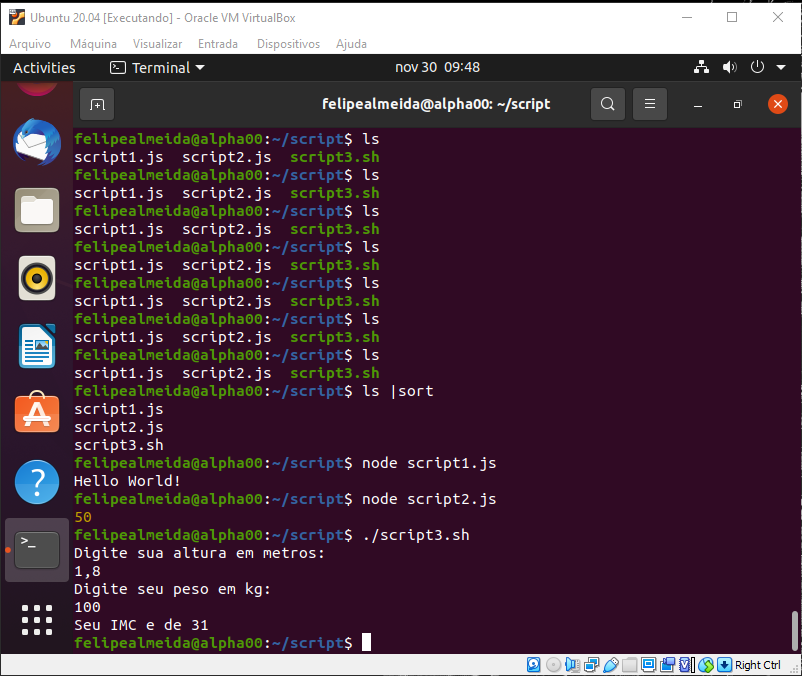 Ubuntu 20.04 [Executando] - Oracle VM VirtualBox
Arquivo Máquina Visualizar Entrada Dispositivos Ajuda
Activities Terminal nov 30 09:48
felipealmeida@alpha00: ~/script
felipealmeida@alpha00:~/script$ ls
script1.js script2.js script3.sh
felipealmeida@alpha00:~/script$ ls
script1.js script2.js script3.sh
felipealmeida@alpha00:~/script$ ls
script1.js script2.js script3.sh
felipealmeida@alpha00:~/script$ ls
script1.js script2.js script3.sh
felipealmeida@alpha00:~/script$ ls
script1.js script2.js script3.sh
felipealmeida@alpha00:~/script$ ls
script1.js script2.js script3.sh
felipealmeida@alpha00:~/script$ ls
script1.js script2.js script3.sh
felipealmeida@alpha00:~/script$ ls |sort
script1.js
script2.js
script3.sh
felipealmeida@alpha00:~/script$ node script1.js
Hello World!
felipealmeida@alpha00:~/script$ node script2.js
50
felipealmeida@alpha00:~/script$ ./script3.sh
Digite sua altura em metros:
1,8
Digite seu peso em kg:
100
Seu IMC e de 31
felipealmeida@alpha00:~/script$
Right Ctrl